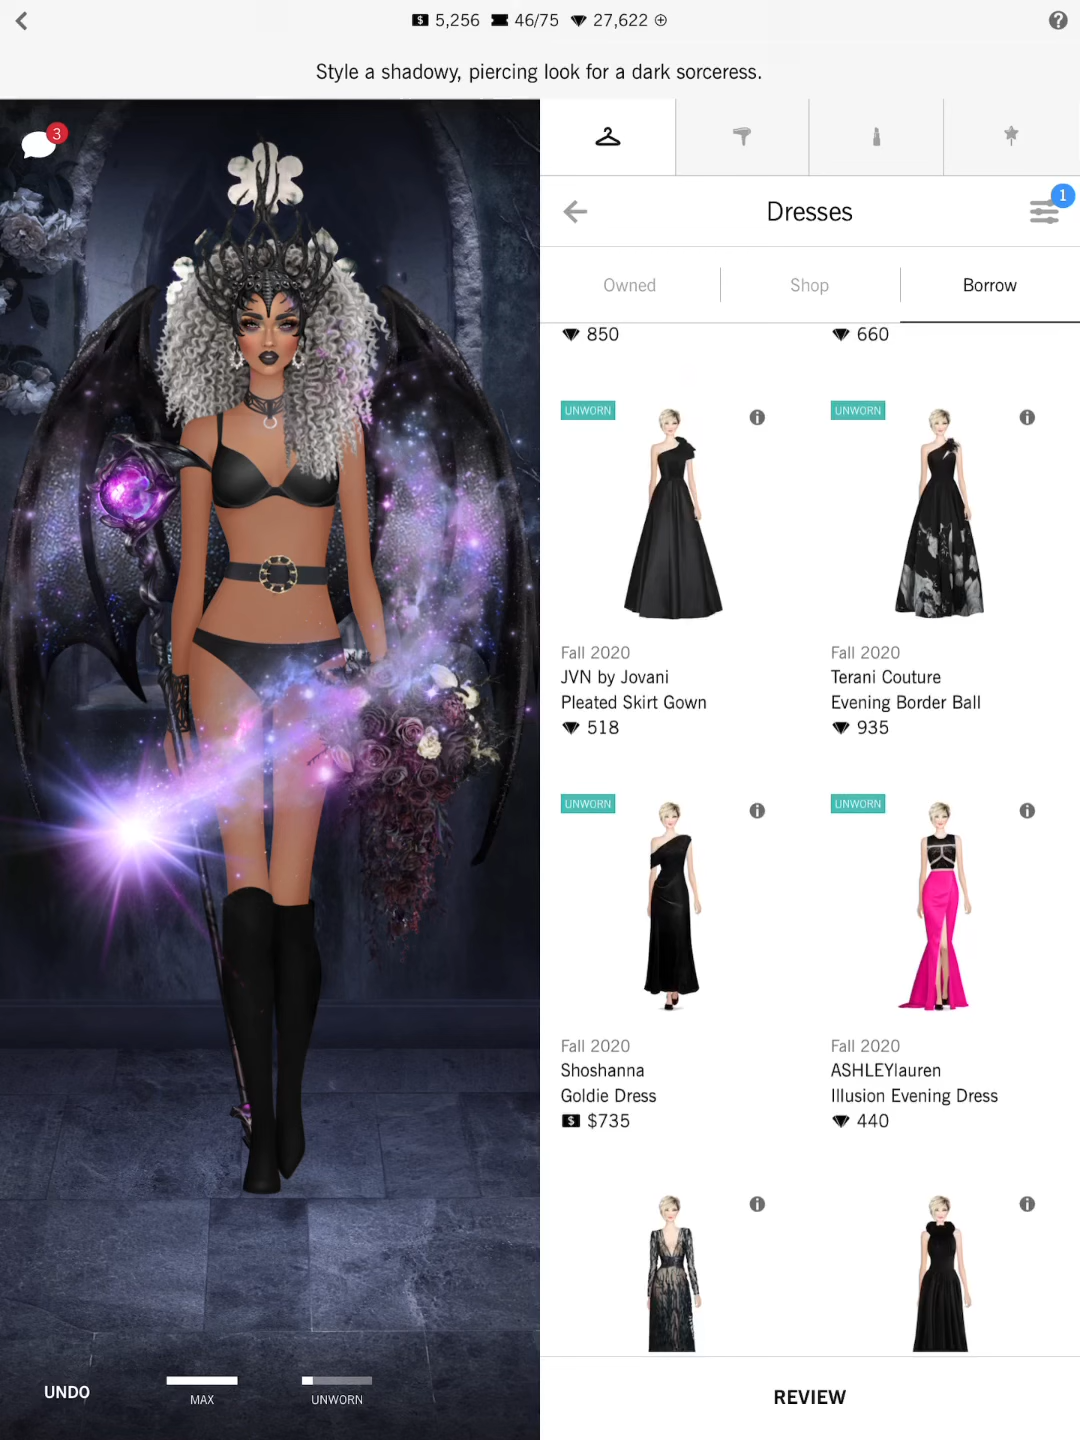 5,256 46/75 27,622
Style a shadowy, piercing look for a dark sorceress.
3
1
Dresses
Owned Shop Borrow
850 660
UNWORN UNWORN
Fall 2020 Fall 2020
JVN by Jovani Terani Couture
Pleated Skirt Gown Evening Border Ball
518 935
UNWORN UNWORN
Fall 2020 Fall 2020
Shoshanna ASHLEYlauren
Goldie Dress Illusion Evening Dress
$735 440
UNDO MAX UNWORN
REVIEW